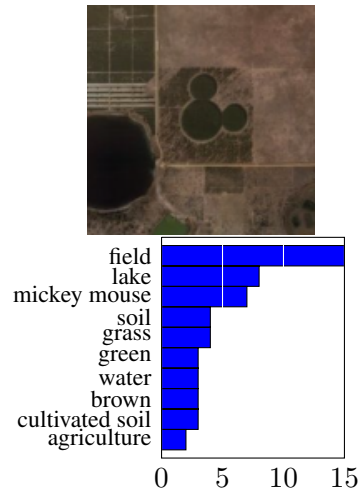 field
lake
mickey mouse
soil
grass
green
water
brown
cultivated soil
agriculture
0 5 10 15